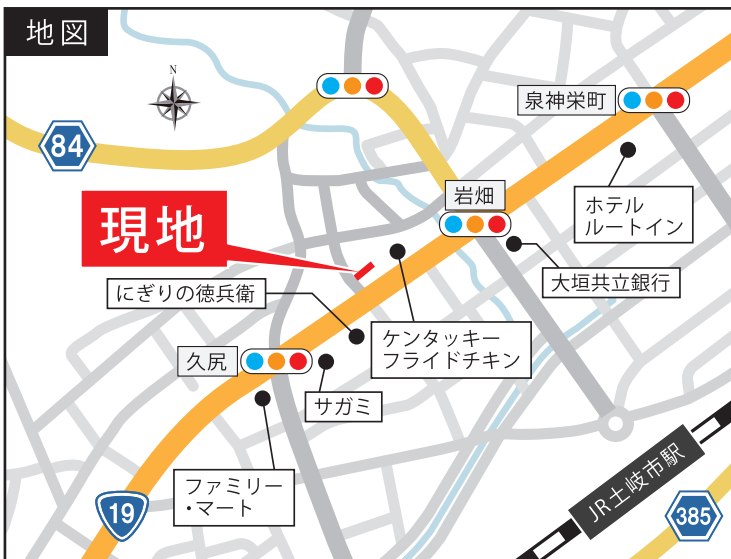 地図
N
84
泉神栄町
岩畑
ホテル
ルートイン
現地
大垣共立銀行
にぎりの徳兵衛
ケンタッキー
フライドチキン
久尻
サガミ
ファミリー
・マート
19
JR土岐市駅
385